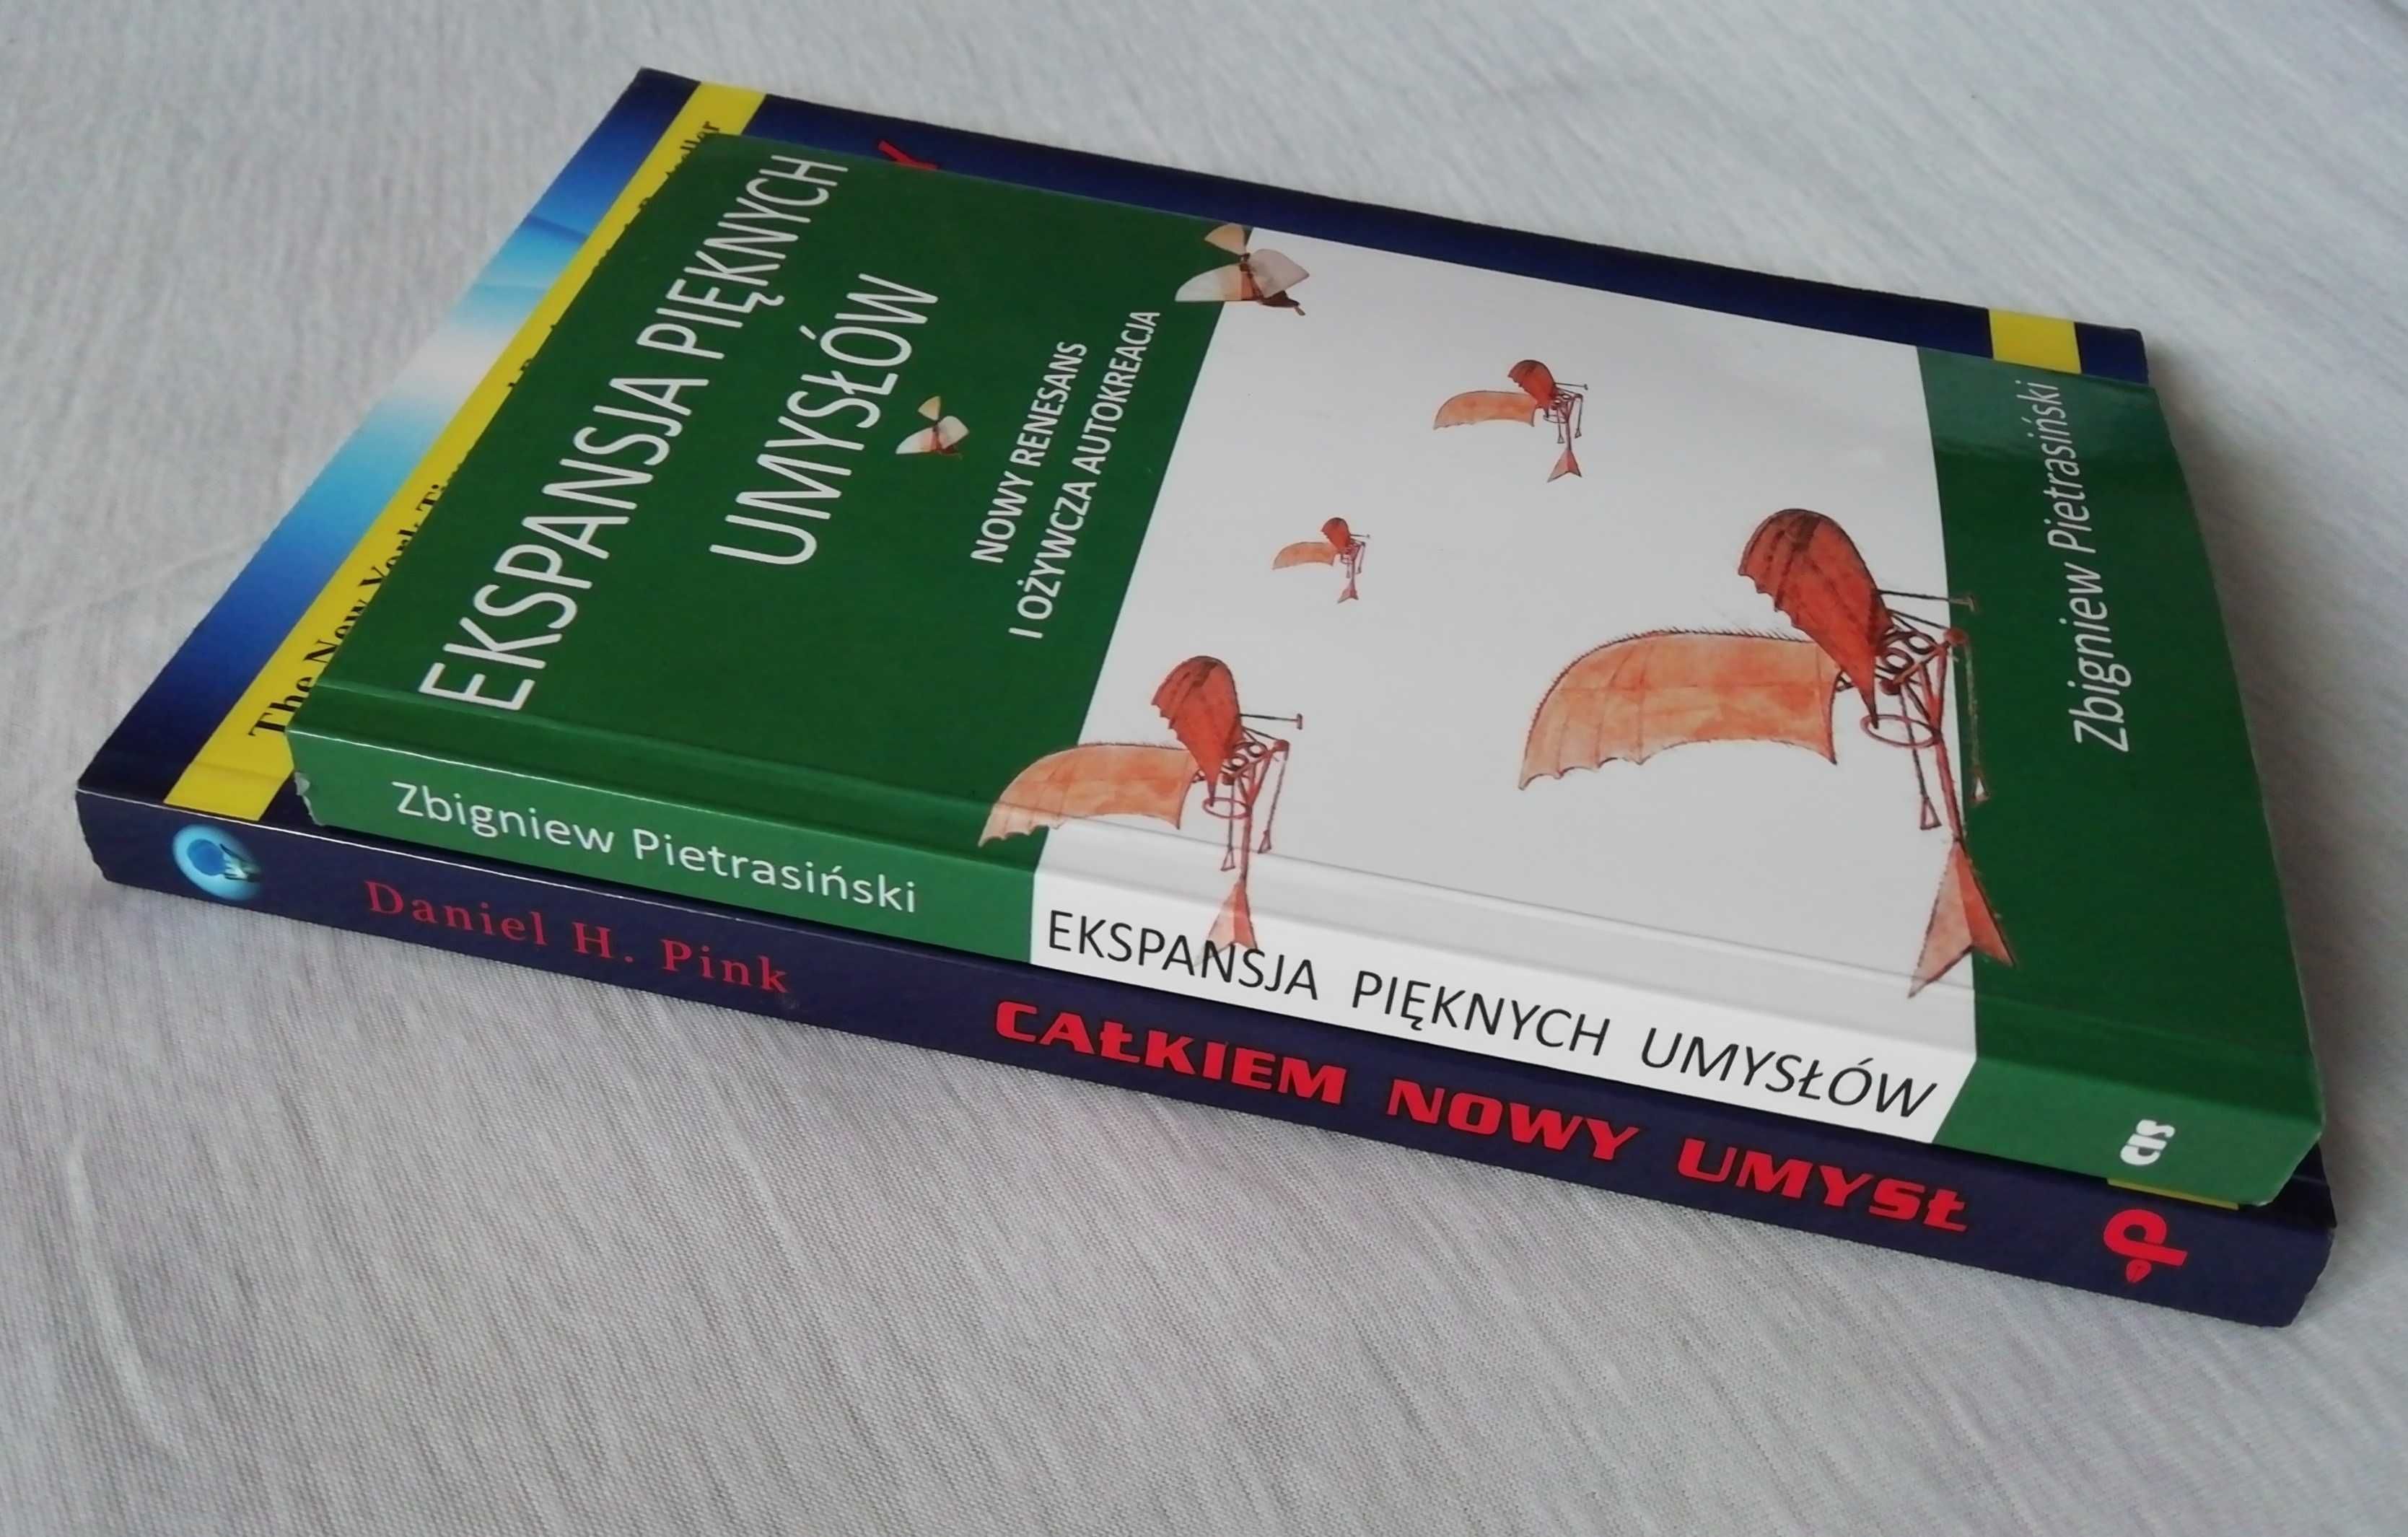 EKSPANSJA PIĘKNYCH
UMYSŁÓW
NOWY RENESANS
I OŻYWCZA AUTOKREACJA
Zbigniew Pietrasiński
Zbigniew Pietrasiński
EKSPANSJA PIĘKNYCH UMYSŁÓW
CiS
The New York
Daniel H. Pink
CAŁKIEM NOWY UMYSŁ